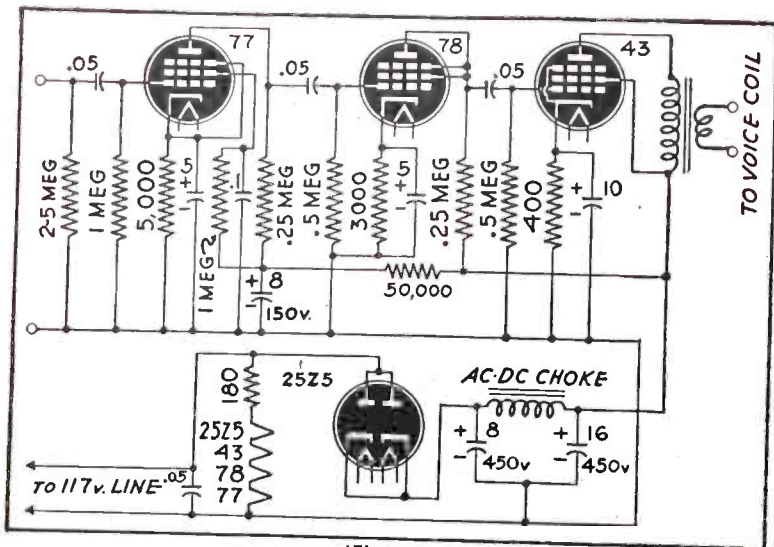 77
78
43
.05
.05
.05
2-5 MEG
1 MEG
5,000
+ 5 -
1 MEG
.1
.25 MEG
.5 MEG
3000
+ 5 -
.25 MEG
.5 MEG
400
+ 10 -
TO VOICE COIL
+ 8 -
150v.
50,000
180
25Z5
AC-DC CHOKE
25Z5
43
78
77
+ 8 -
450v
+ 16 -
450v
TO 117v. LINE
.05